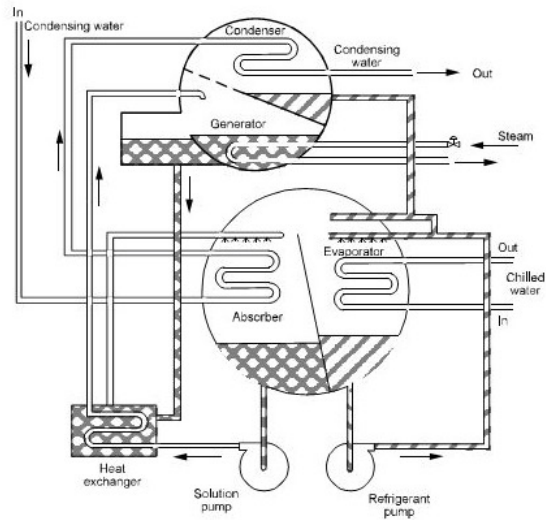 In
Condensing water
Condenser
Condensing
water
Out
Generator
Steam
Evaporator
Out
Chilled
water
In
Absorber
Heat
exchanger
Solution
pump
Refrigerant
pump